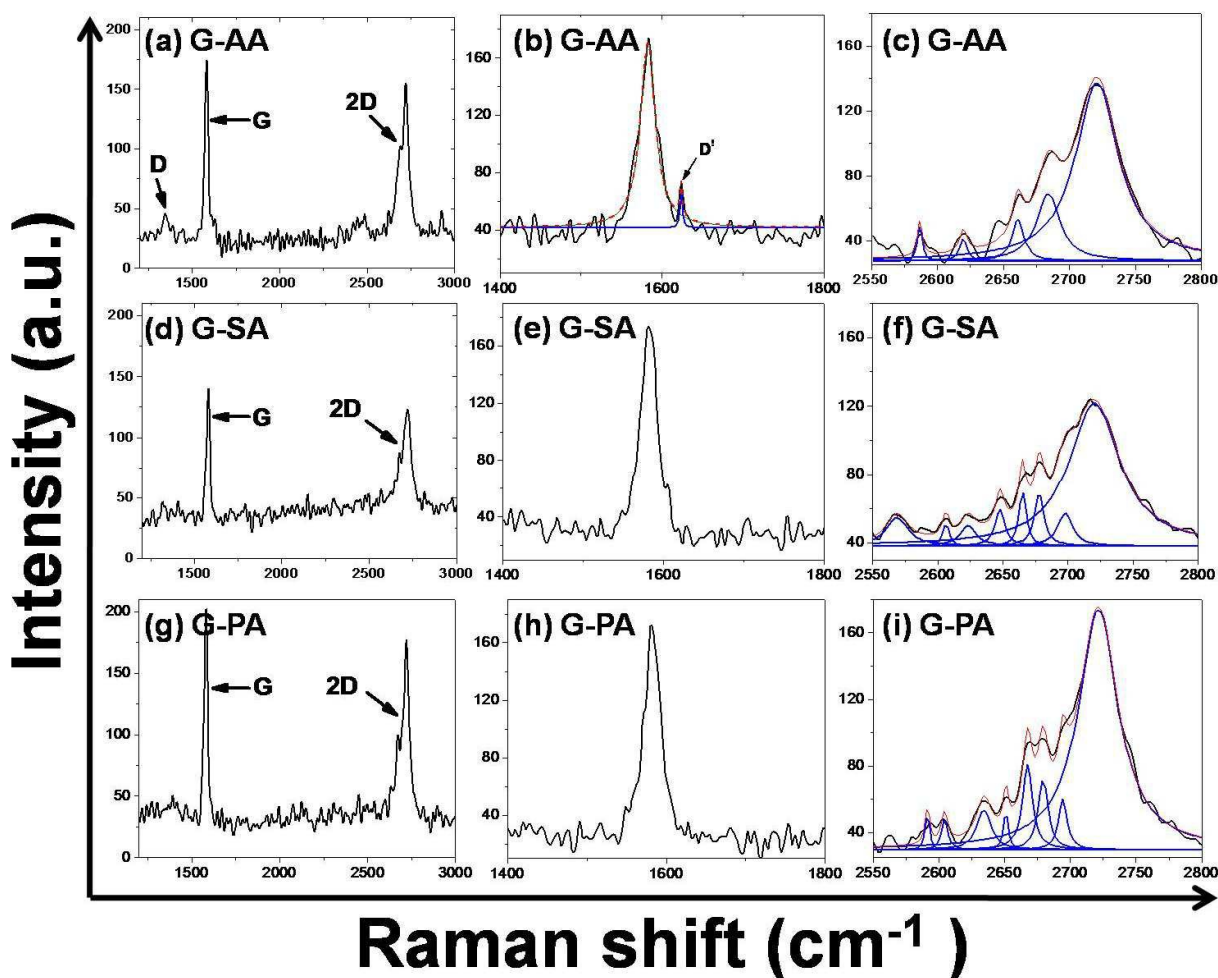 Intensity (a.u.)
(a) G-AA
200
150
100
50
0
D
G
2D
1500 2000 2500 3000
(b) G-AA
160
120
80
40
D'
1400 1600 1800
(c) G-AA
160
120
80
40
2550 2600 2650 2700 2750 2800
(d) G-SA
200
150
100
50
0
G
2D
1500 2000 2500 3000
(e) G-SA
160
120
80
40
1400 1600 1800
(f) G-SA
160
120
80
40
2550 2600 2650 2700 2750 2800
(g) G-PA
200
150
100
50
0
G
2D
1500 2000 2500 3000
(h) G-PA
160
120
80
40
1400 1600 1800
(i) G-PA
160
120
80
40
2550 2600 2650 2700 2750 2800
Raman shift (cm⁻¹ )